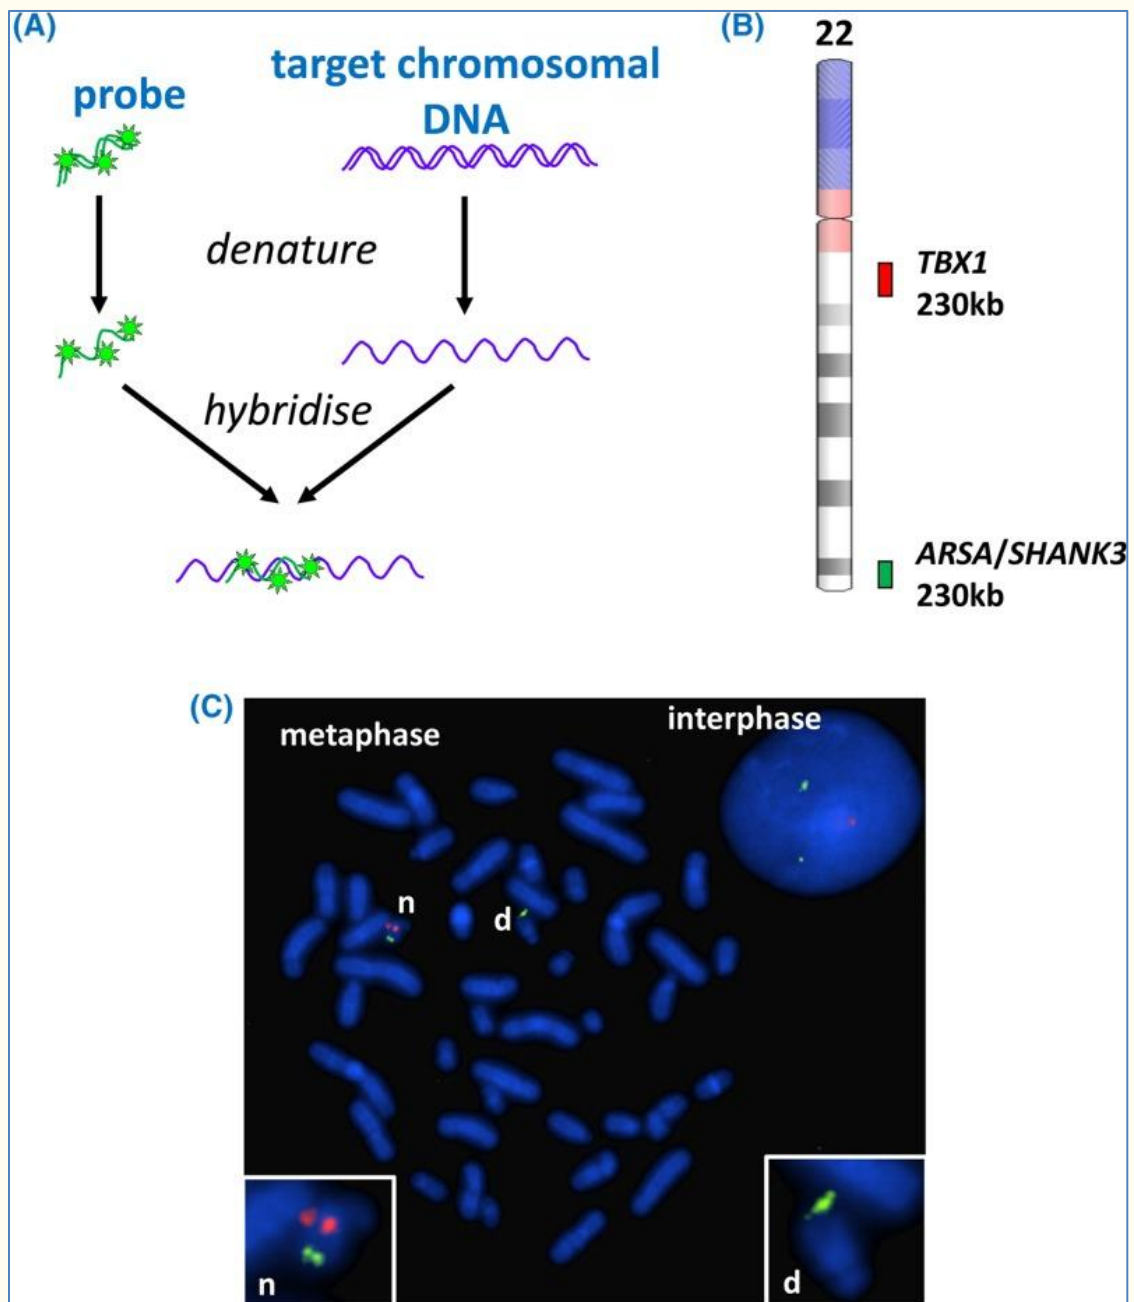 (A)
probe
target chromosomal
DNA
denature
hybridise
(B)
22
TBX1
230kb
ARSA/SHANK3
230kb
(C)
metaphase
interphase
n
d
n
d